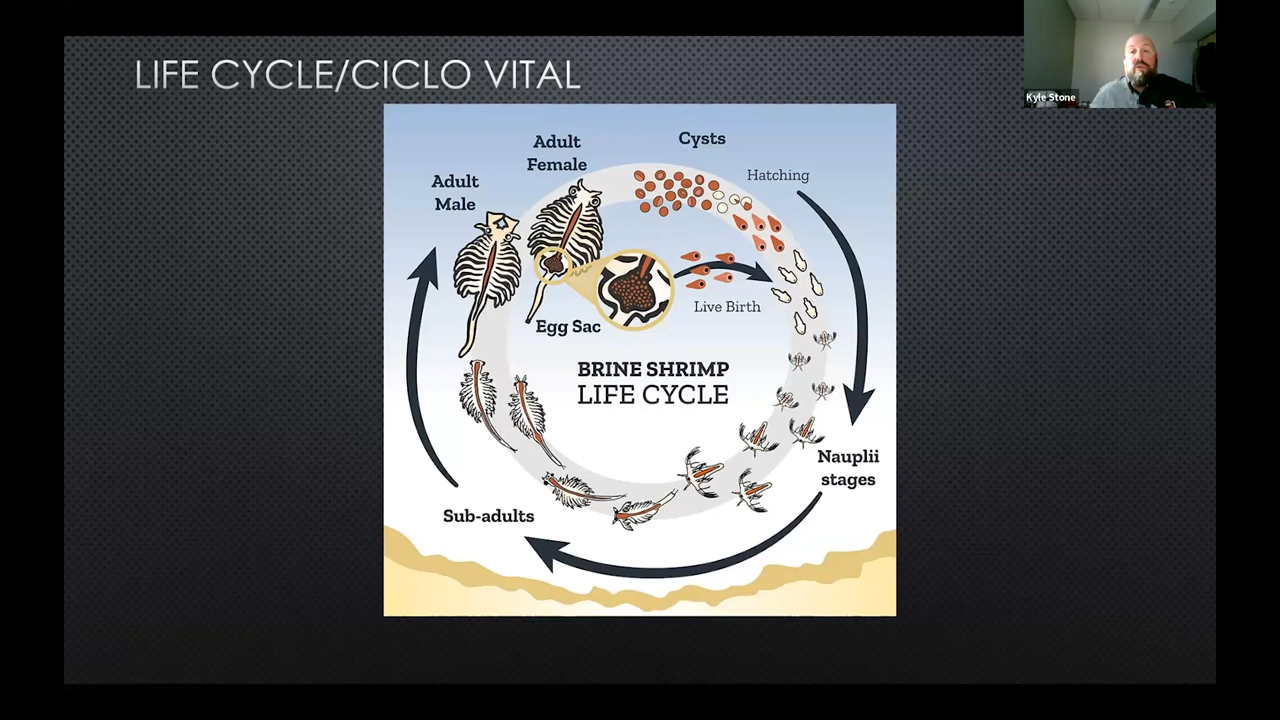 LIFE CYCLE/CICLO VITAL
Kyle Stone
Adult
Female
Cysts
Hatching
Adult
Male
Live Birth
Egg Sac
BRINE SHRIMP
LIFE CYCLE
Nauplii
stages
Sub-adults